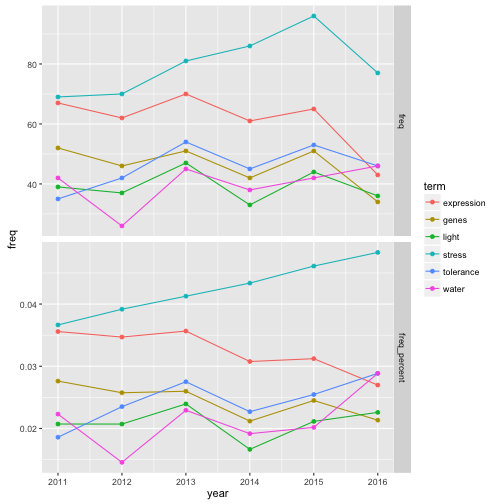 80
60
40
freq
0.04
0.03
0.02
freq_percent
freq
2011 2012 2013 2014 2015 2016
year
term
expression
genes
light
stress
tolerance
water